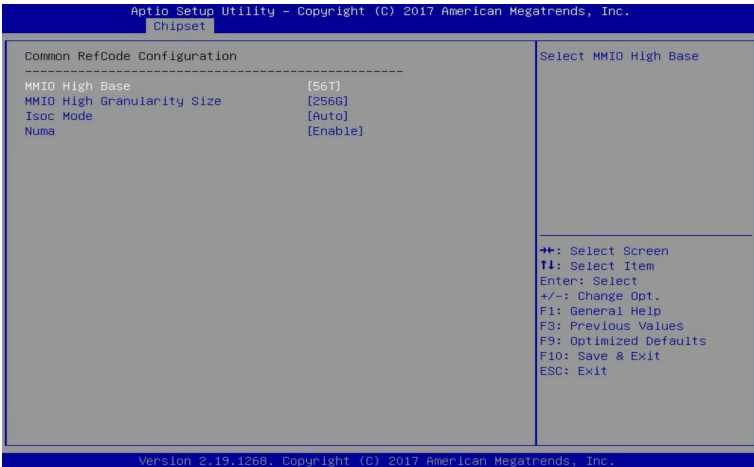 Aptio Setup Utility – Copyright (C) 2017 American Megatrends, Inc.
Chipset
Common RefCode Configuration
--------------------------------------------------
MMIO High Base [56T]
MMIO High Granularity Size [256G]
Isoc Mode [Auto]
Numa [Enable]
Select MMIO High Base
→←: Select Screen
↑↓: Select Item
Enter: Select
+/-: Change Opt.
F1: General Help
F3: Previous Values
F9: Optimized Defaults
F10: Save & Exit
ESC: Exit
Version 2.19.1268. Copyright (C) 2017 American Megatrends, Inc.